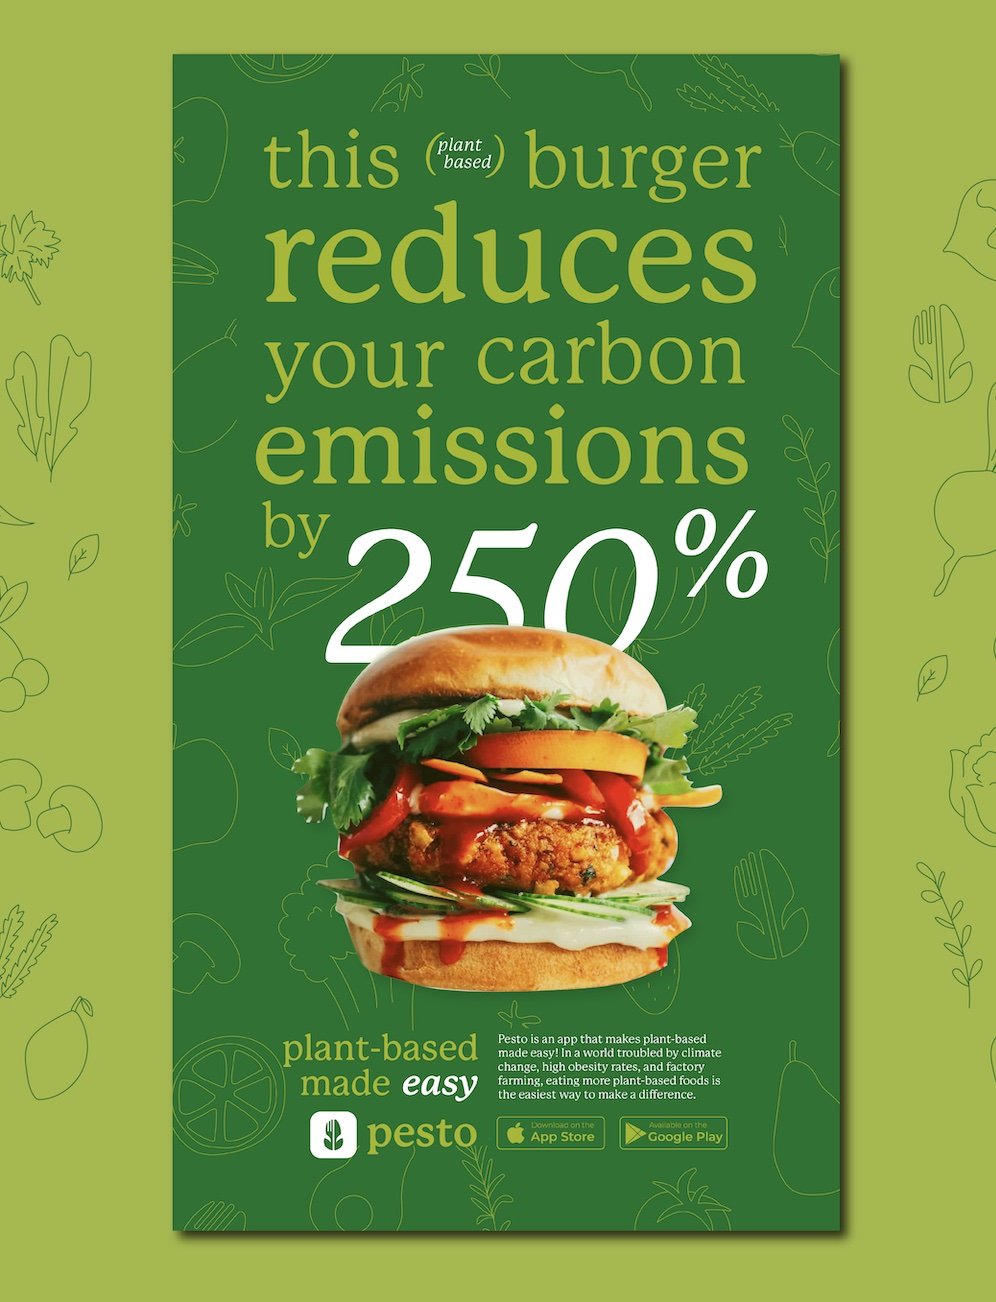 this (plant based) burger
reduces
your carbon
emissions
by 250%
plant-based
made easy
pesto
Pesto is an app that makes plant-based
made easy! In a world troubled by climate
change, high obesity rates, and factory
farming, eating more plant-based foods is
the easiest way to make a difference.
Download on the
App Store
Available on the
Google Play